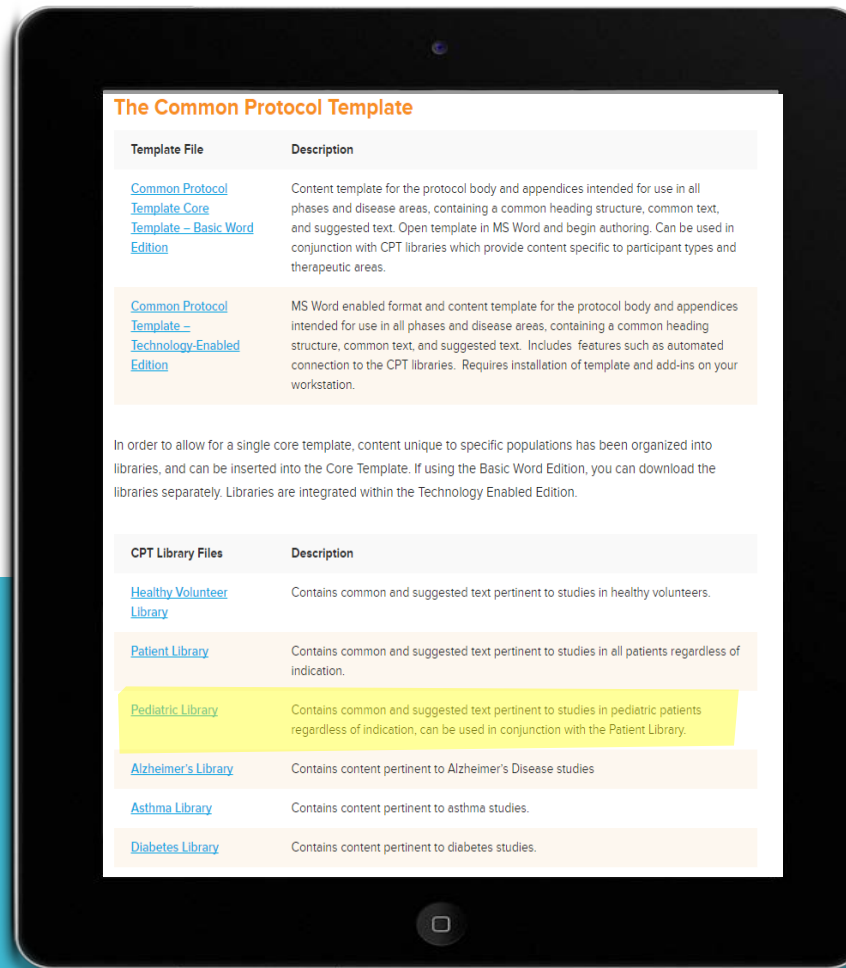 The Common Protocol Template
Template File Description
Common Protocol Content template for the protocol body and appendices intended for use in all
Template Core phases and disease areas, containing a common heading structure, common text,
Template – Basic Word and suggested text. Open template in MS Word and begin authoring. Can be used in
Edition conjunction with CPT libraries which provide content specific to participant types and
therapeutic areas.
Common Protocol MS Word enabled format and content template for the protocol body and appendices
Template – intended for use in all phases and disease areas, containing a common heading
Technology-Enabled structure, common text, and suggested text. Includes features such as automated
Edition connection to the CPT libraries. Requires installation of template and add-ins on your
workstation.
In order to allow for a single core template, content unique to specific populations has been organized into
libraries, and can be inserted into the Core Template. If using the Basic Word Edition, you can download the
libraries separately. Libraries are integrated within the Technology Enabled Edition.
CPT Library Files Description
Healthy Volunteer Contains common and suggested text pertinent to studies in healthy volunteers.
Library
Patient Library Contains common and suggested text pertinent to studies in all patients regardless of
indication.
Pediatric Library Contains common and suggested text pertinent to studies in pediatric patients
regardless of indication, can be used in conjunction with the Patient Library.
Alzheimer's Library Contains content pertinent to Alzheimer's Disease studies
Asthma Library Contains content pertinent to asthma studies.
Diabetes Library Contains content pertinent to diabetes studies.